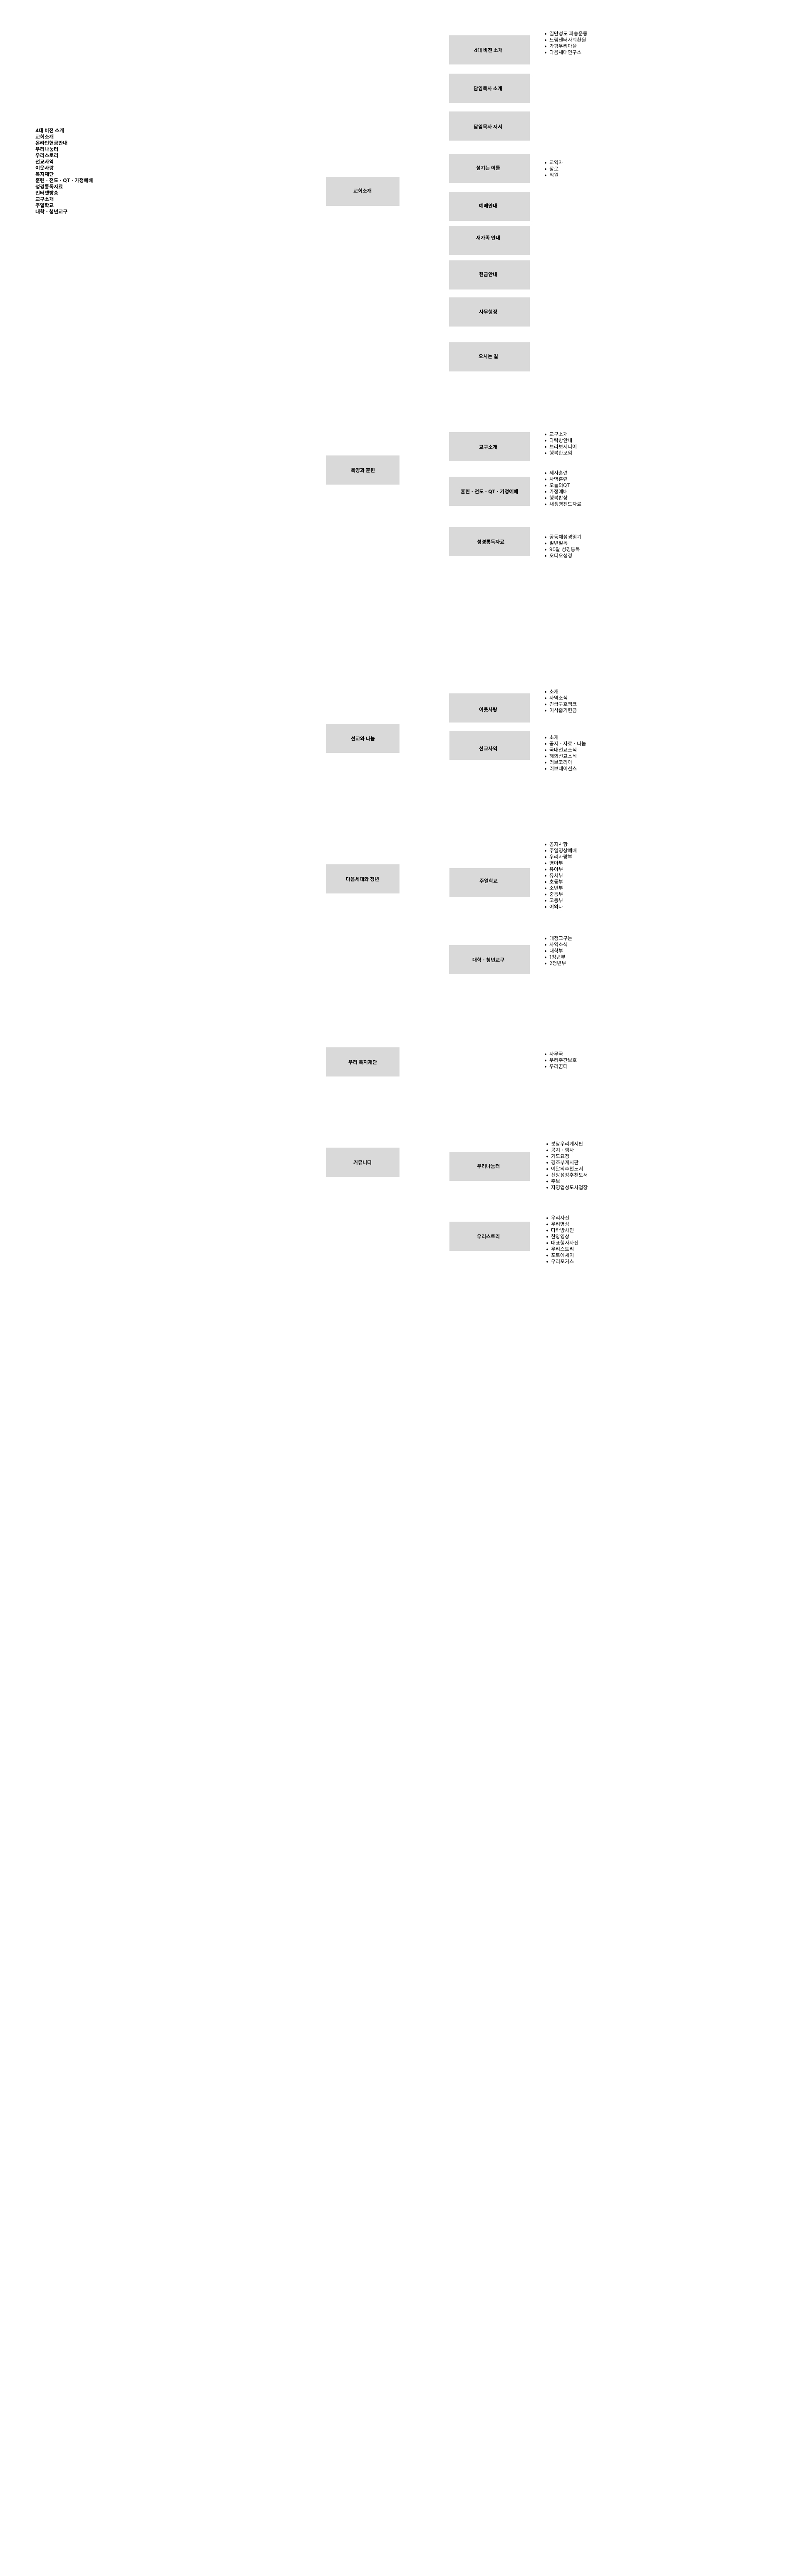 4대 비전 소개
교회소개
온라인헌금안내
우리나눔터
우리스토리
선교사역
이웃사랑
복지재단
훈련 · 전도 · QT · 가정예배
성경통독자료
인터넷방송
교구소개
주일학교
대학 · 청년교구
교회소개
4대 비전 소개
일만성도 파송운동
드림센터사회환원
가평우리마을
다음세대연구소
담임목사 소개
담임목사 저서
섬기는 이들
교역자
장로
직원
예배안내
새가족 안내
헌금안내
사무행정
오시는 길
목양과 훈련
교구소개
교구소개
다락방안내
브라보시니어
행복한모임
훈련 · 전도 · QT · 가정예배
제자훈련
사역훈련
오늘의QT
가정예배
행복밥상
새생명전도자료
성경통독자료
공동체성경읽기
일년일독
90일 성경통독
오디오성경
선교와 나눔
이웃사랑
소개
사역소식
긴급구호뱅크
이삭줍기헌금
선교사역
소개
공지 · 자료 · 나눔
국내선교소식
해외선교소식
러브코리아
러브네이션스
다음세대와 청년
주일학교
공지사항
주일영상예배
우리사랑부
영아부
유아부
유치부
초등부
소년부
중등부
고등부
어와나
대학 · 청년교구
대청교구는
사역소식
대학부
1청년부
2청년부
우리 복지재단
사무국
우리주간보호
우리꿈터
커뮤니티
우리나눔터
분당우리게시판
공지 · 행사
기도요청
경조부게시판
이달의추천도서
신앙성장추천도서
주보
자영업성도사업장
우리스토리
우리사진
우리영상
다락방사진
찬양영상
대표행사사진
우리스토리
포토에세이
우리포커스